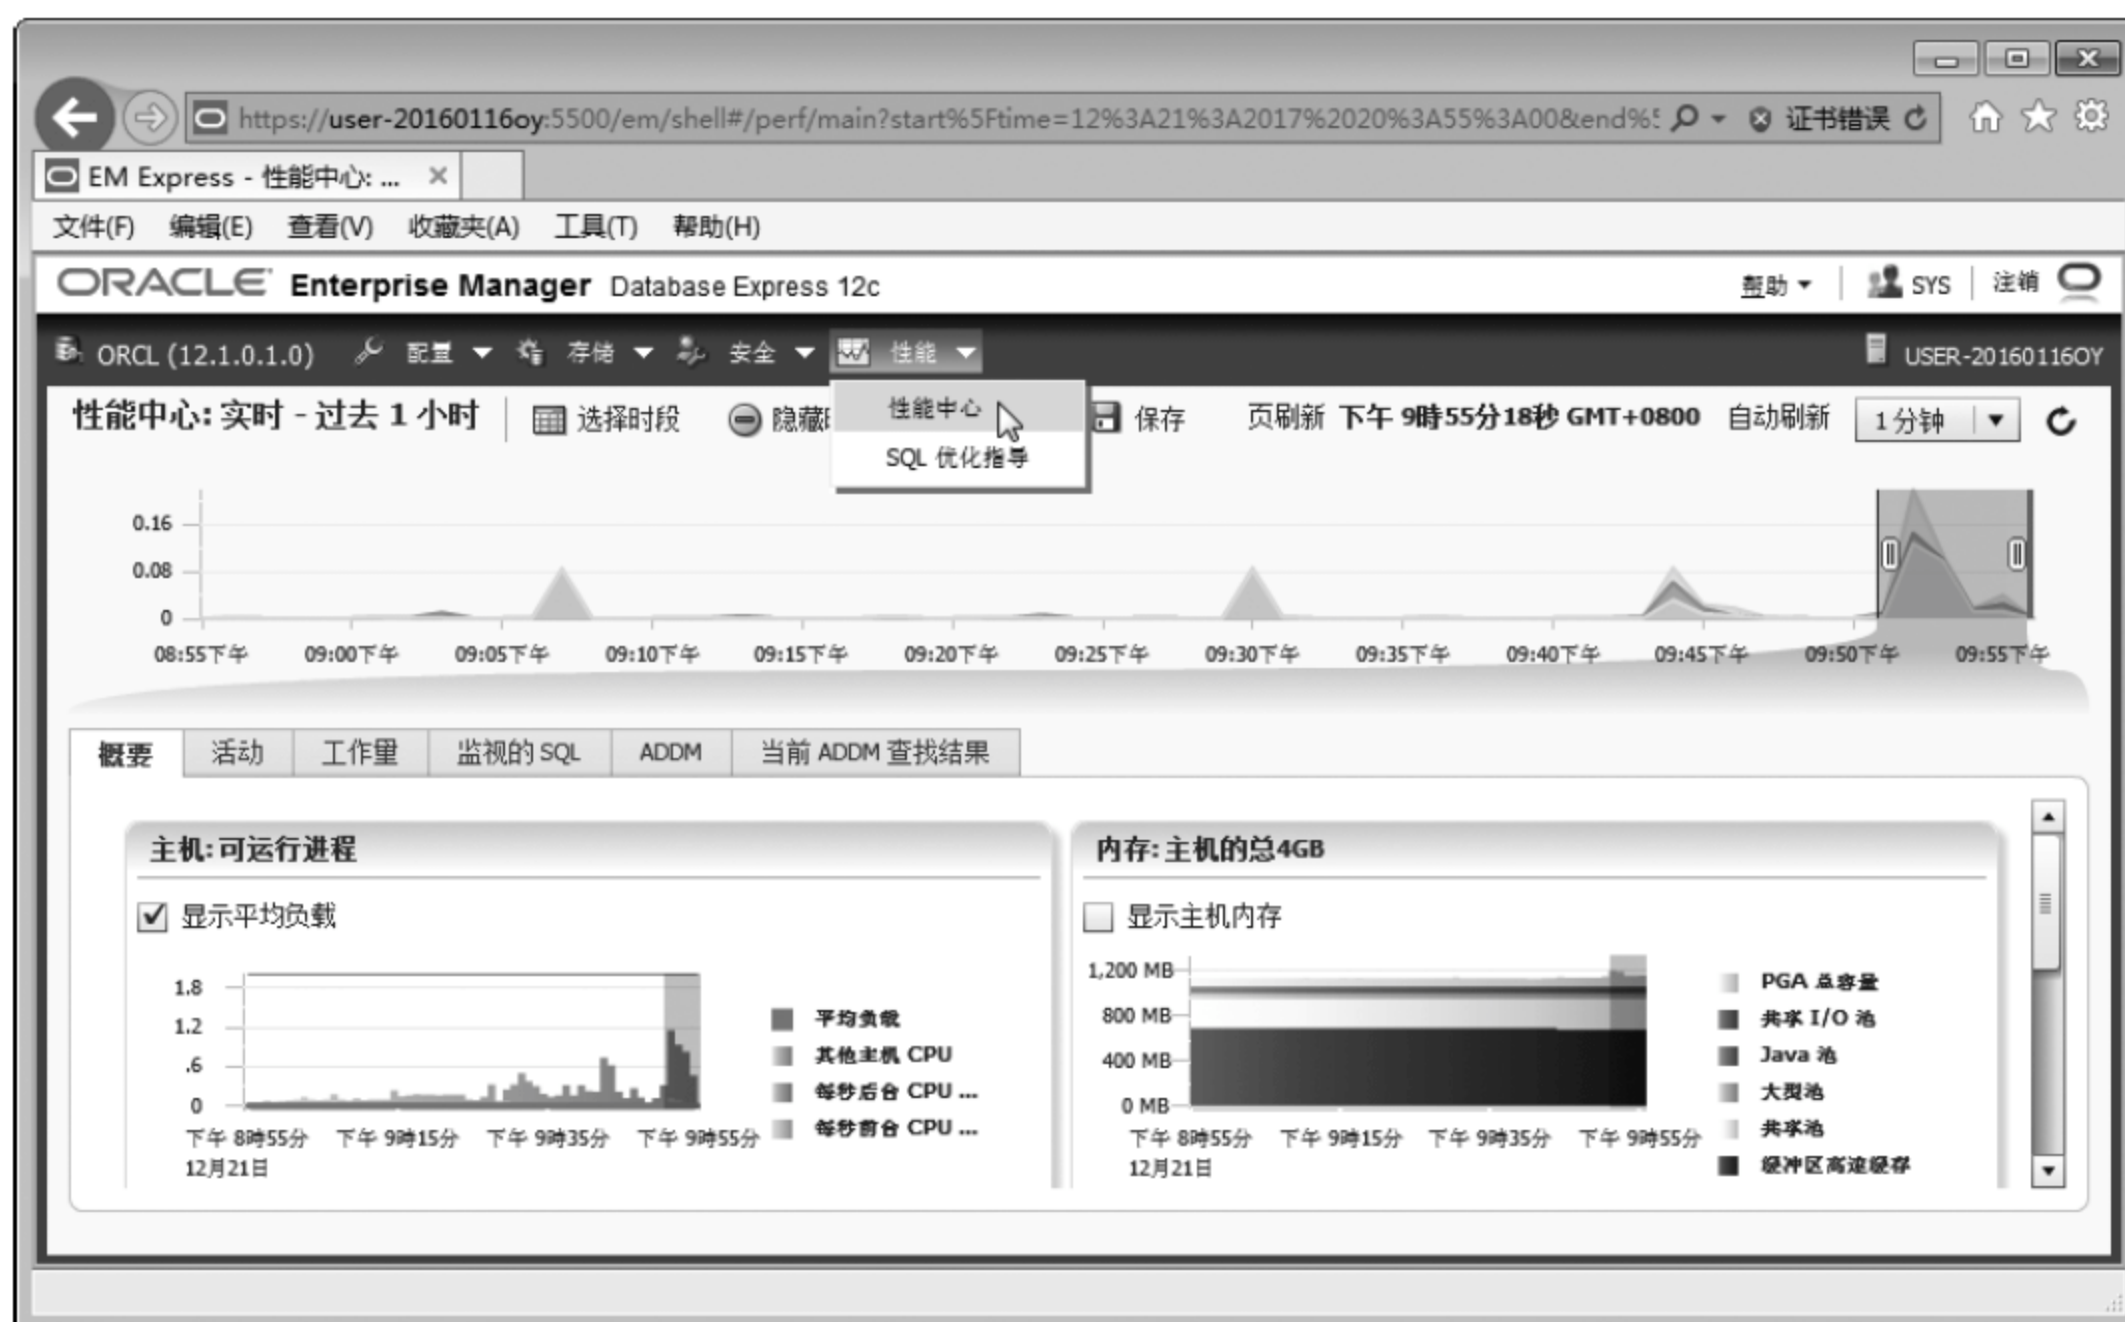 https://user-20160116oy:5500/em/shell#/perf/main?start%5Ftime=12%3A21%3A2017%2020%3A55%3A00&end%5 证书错误
EM Express - 性能中心: ...
文件(F) 编辑(E) 查看(V) 收藏夹(A) 工具(T) 帮助(H)
ORACLE Enterprise Manager Database Express 12c 帮助 SYS 注销
ORCL (12.1.0.1.0) 配置 存储 安全 性能 USER-20160116OY
性能中心: 实时 - 过去 1 小时 选择时段 隐藏 性能中心 保存 页刷新 下午 9時55分18秒 GMT+0800 自动刷新 1 分钟
SQL 优化指导
0.16
0.08
0
08:55下午 09:00下午 09:05下午 09:10下午 09:15下午 09:20下午 09:25下午 09:30下午 09:35下午 09:40下午 09:45下午 09:50下午 09:55下午
概要 活动 工作量 监视的 SQL ADDM 当前 ADDM 查找结果
主机: 可运行进程
显示平均负载
1.8
1.2
.6
0
下午 8時55分 下午 9時15分 下午 9時35分 下午 9時55分
12月21日
平均负载
其他主机 CPU
每秒后台 CPU ...
每秒前台 CPU ...
内存: 主机的总4GB
显示主机内存
1,200 MB
800 MB
400 MB
0 MB
下午 8時55分 下午 9時15分 下午 9時35分 下午 9時55分
12月21日
PGA 总容量
共享 I/O 池
Java 池
大型池
共享池
缓冲区高速缓存